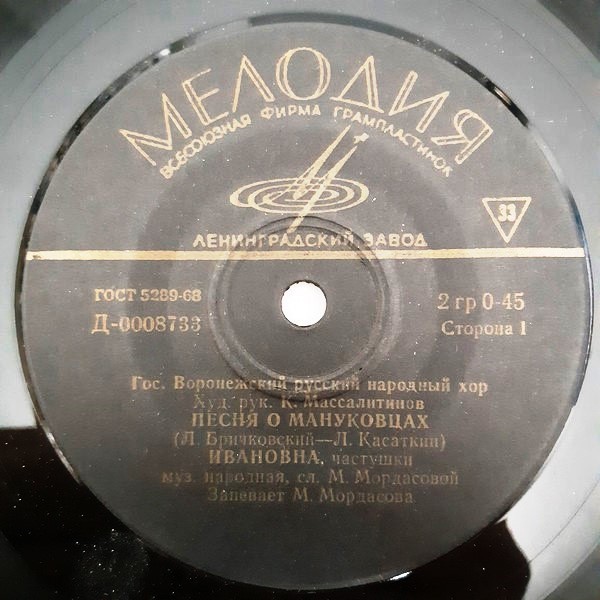 МЕЛОДИЯ
ВСЕСОЮЗНАЯ ФИРМА ГРАМПЛАСТИНОК
33
ЛЕНИНГРАДСКИЙ ЗАВОД
ГОСТ 5289-68
2 гр 0-45
Д-0008733
Сторона 1
Гос. Воронежский русский народный хор
Худ. рук. К. Массалитинов
ПЕСНЯ О МАНУКОВЦАХ
(Л. Бричковский—Л. Касаткин)
ИВАНОВНА, частушки
муз. народная, сл. М. Мордасовой
Запевает М. Мордасова